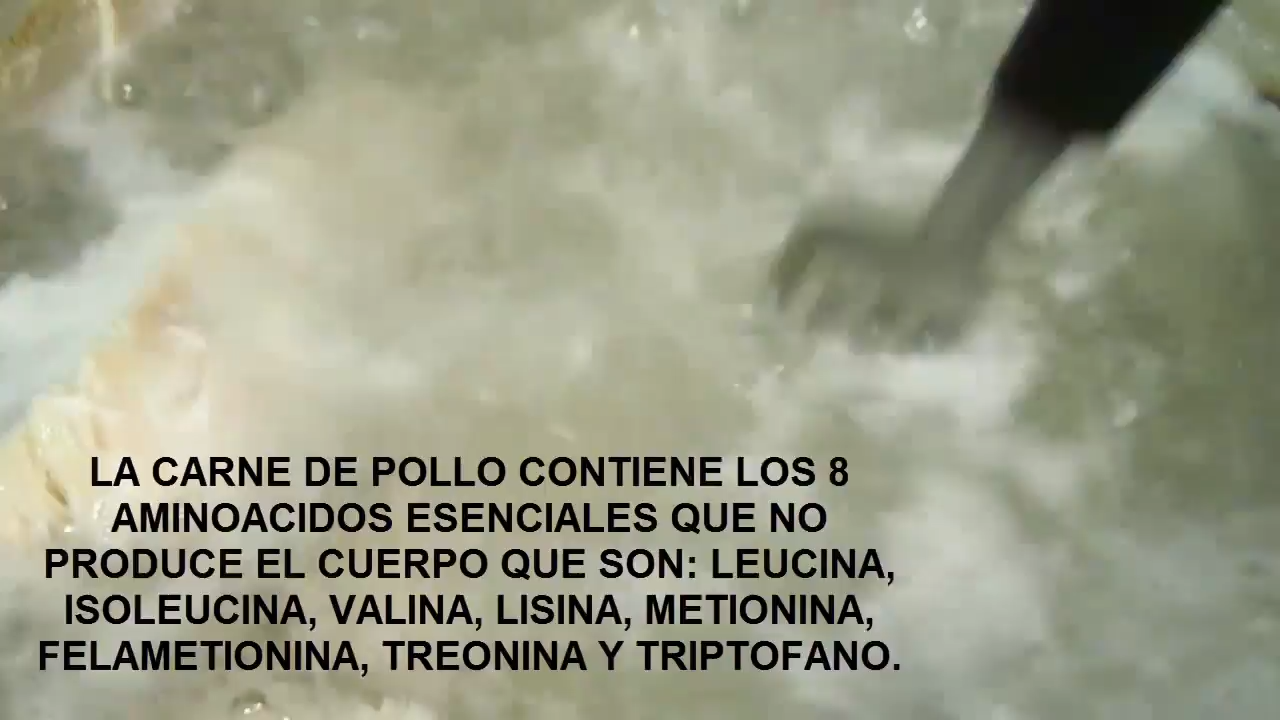 LA CARNE DE POLLO CONTIENE LOS 8
AMINOACIDOS ESENCIALES QUE NO
PRODUCE EL CUERPO QUE SON: LEUCINA,
ISOLEUCINA, VALINA, LISINA, METIONINA,
FELAMETIONINA, TREONINA Y TRIPTOFANO.